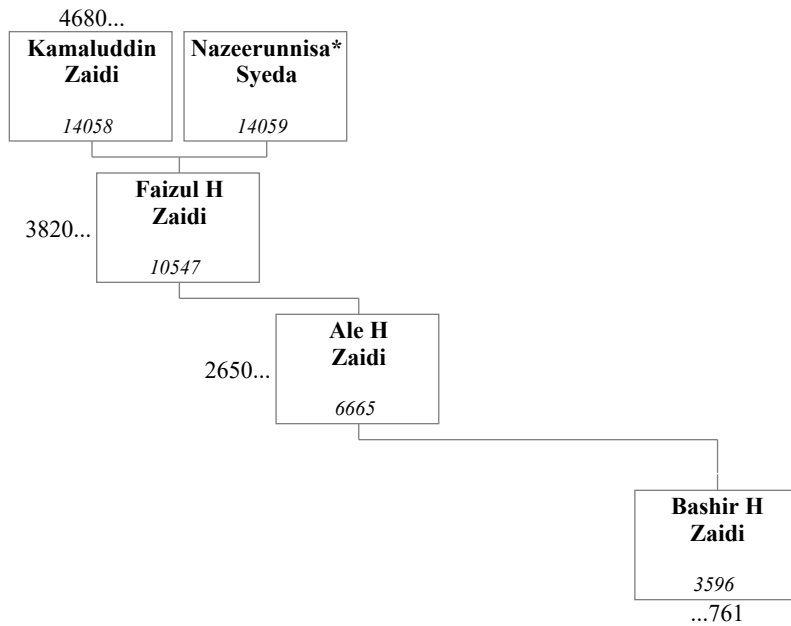 4680...
Kamaluddin
Zaidi
14058
Nazeerunnisa*
Syeda
14059
Faizul H
Zaidi
3820...
10547
Ale H
Zaidi
2650...
6665
Bashir H
Zaidi
3596
...761